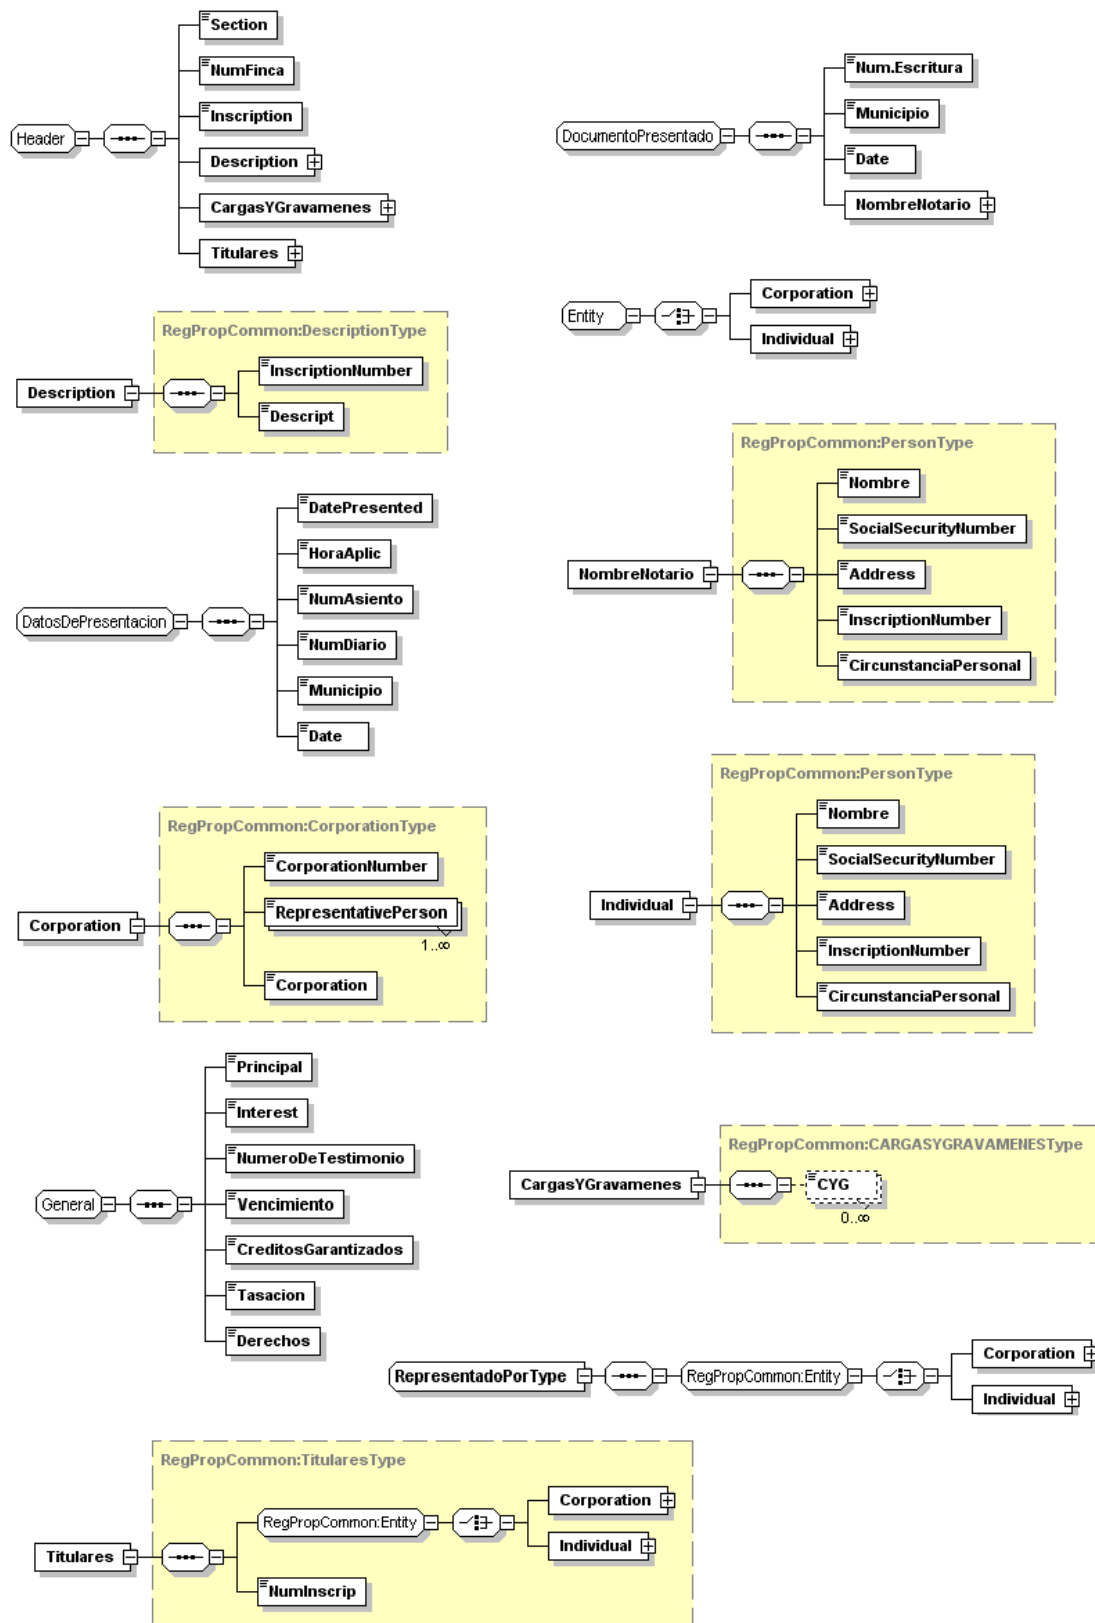 Header
Section
NumFinca
Inscription
Description
CargasYGravamenes
Titulares
DocumentoPresentado
Num.Escritura
Municipio
Date
NombreNotario
Entity
Corporation
Individual
RegPropCommon:DescriptionType
Description
InscriptionNumber
Descript
RegPropCommon:PersonType
NombreNotario
Nombre
SocialSecurityNumber
Address
InscriptionNumber
CircunstanciaPersonal
DatosDePresentacion
DatePresented
HoraAplic
NumAsiento
NumDiario
Municipio
Date
RegPropCommon:PersonType
Individual
Nombre
SocialSecurityNumber
Address
InscriptionNumber
CircunstanciaPersonal
RegPropCommon:CorporationType
Corporation
CorporationNumber
RepresentativePerson
1..∞
Corporation
General
Principal
Interest
NumeroDeTestimonio
Vencimiento
CreditosGarantizados
Tasacion
Derechos
RegPropCommon:CARGASYGRAVAMENESType
CargasYGravamenes
CYG
0..∞
RepresentadoPorType
RegPropCommon:Entity
Corporation
Individual
RegPropCommon:TitularesType
Titulares
RegPropCommon:Entity
Corporation
Individual
NumInscrip